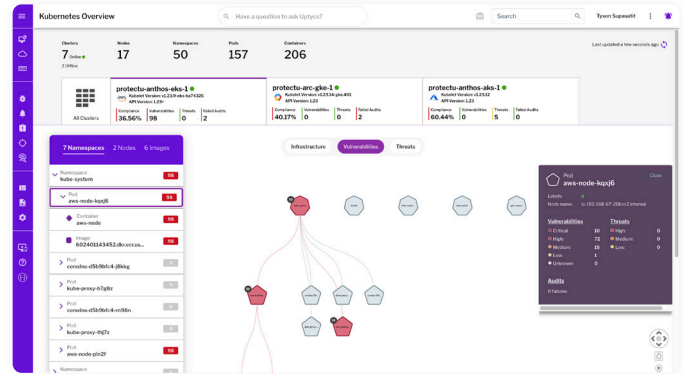 Kubernetes Overview
Have a question to ask Uptycs?
Search
Tyson Supasatit
Clusters
7 Online
2 Offline
Nodes
17
Namespaces
50
Pods
157
Containers
206
Last updated a few seconds ago
All Clusters
protectu-anthos-eks-1
aws
Kubelet Version: v1.23.9-eks-ba74326
API Version: 1.23+
Compliance
36.56%
Vulnerabilities
98
Threats
0
Failed Audits
2
protectu-arc-gke-1
Kubelet Version: v1.23.14-gke.401
API Version: 1.23
Compliance
40.17%
Vulnerabilities
0
Threats
0
Failed Audits
2
protectu-anthos-aks-1
Kubelet Version: v1.23.12
API Version: 1.23
Compliance
60.44%
Vulnerabilities
0
Threats
5
Failed Audits
0
7 Namespaces
2 Nodes
6 Images
Namespace
kube-system
98
Pod
aws-node-kqxj6
98
Container
aws-node
98
Image
602401143452.dkr.ecr.us...
98
Pod
coredns-d5b9bfc4-j8kkg
0
Pod
kube-proxy-b7g8z
0
Pod
coredns-d5b9bfc4-m98n
0
Pod
kube-proxy-thj7z
0
Pod
aws-node-pln2f
98
Namespace
Infrastructure
Vulnerabilities
Threats
Pod
aws-node-kqxj6
Close
Labels: 4
Node name:
Vulnerabilities
Critical 10
High: 72
Medium: 15
Low: 1
Unknown: 0
Threats
High: 0
Medium: 0
Low: 0
Audits
0 failures